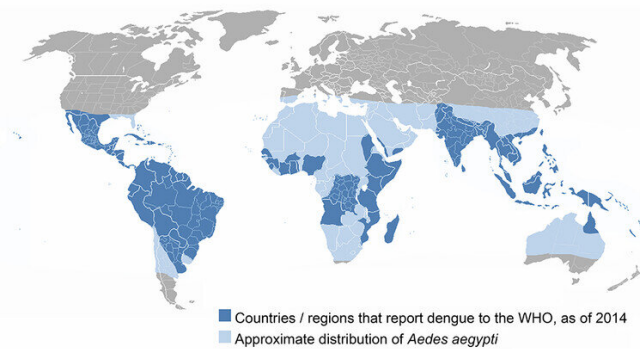 Countries / regions that report dengue to the WHO, as of 2014
Approximate distribution of Aedes aegypti